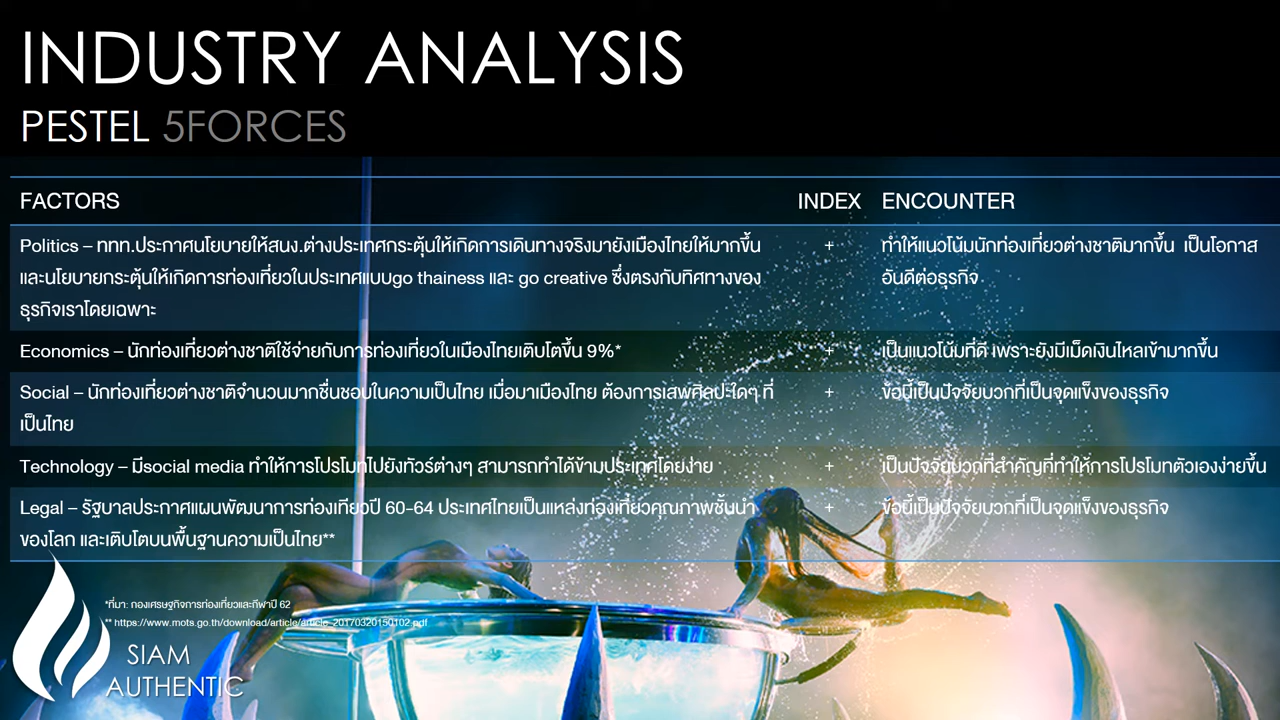 INDUSTRY ANALYSIS
PESTEL 5FORCES
FACTORS INDEX ENCOUNTER
Politics – ททท.ประกาศนโยบายให้สนง.ต่างประเทศกระตุ้นให้เกิดการเดินทางจริงมายังเมืองไทยให้มากขึ้น + ทำให้แนวโน้มนักท่องเที่ยวต่างชาติมากขึ้น เป็นโอกาส
และนโยบายกระตุ้นให้เกิดการท่องเที่ยวในประเทศแบบgo thainess และ go creative ซึ่งตรงกับทิศทางของ อันดีต่อธุรกิจ
ธุรกิจเราโดยเฉพาะ
Economics – นักท่องเที่ยวต่างชาติใช้จ่ายกับการท่องเที่ยวในเมืองไทยเติบโตขึ้น 9%* + เป็นแนวโน้มที่ดี เพราะยังมีเม็ดเงินไหลเข้ามากขึ้น
Social – นักท่องเที่ยวต่างชาติจำนวนมากชื่นชอบในความเป็นไทย เมื่อมาเมืองไทย ต้องการเสพศิลปะใดๆ ที่ + ข้อนี้เป็นปัจจัยบวกที่เป็นจุดแข็งของธุรกิจ
เป็นไทย
Technology – มีsocial media ทำให้การโปรโมทไปยังทัวร์ต่างๆ สามารถทำได้ข้ามประเทศโดยง่าย + เป็นปัจจัยบวกที่สำคัญที่ทำให้การโปรโมทตัวเองง่ายขึ้น
Legal – รัฐบาลประกาศแผนพัฒนาการท่องเที่ยวปี 60-64 ประเทศไทยเป็นแหล่งท่องเที่ยวคุณภาพชั้นนำ + ข้อนี้เป็นปัจจัยบวกที่เป็นจุดแข็งของธุรกิจ
ของโลก และเติบโตบนพื้นฐานความเป็นไทย**
*ที่มา: กองเศรษฐกิจการท่องเที่ยวและกีฬาปี 62
** https://www.mots.go.th/download/article/article_20170320150102.pdf
SIAM
AUTHENTIC